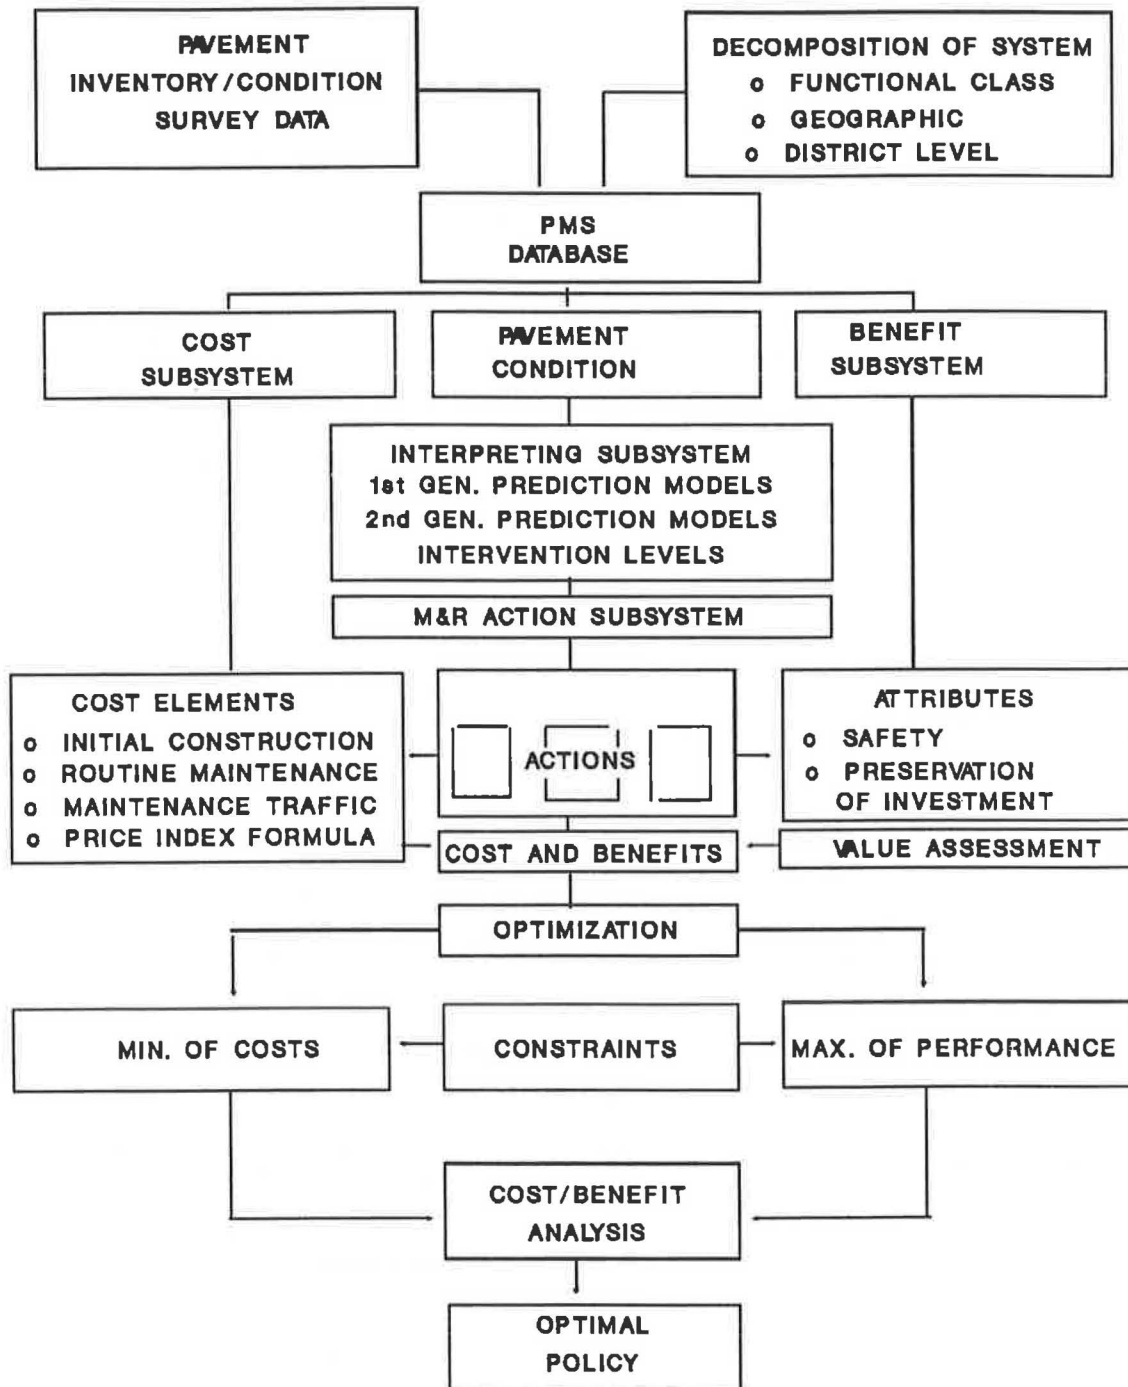 PAVEMENT
INVENTORY/CONDITION
SURVEY DATA
DECOMPOSITION OF SYSTEM
o FUNCTIONAL CLASS
o GEOGRAPHIC
o DISTRICT LEVEL
PMS
DATABASE
COST
SUBSYSTEM
PAVEMENT
CONDITION
BENEFIT
SUBSYSTEM
INTERPRETING SUBSYSTEM
1st GEN. PREDICTION MODELS
2nd GEN. PREDICTION MODELS
INTERVENTION LEVELS
M&R ACTION SUBSYSTEM
COST ELEMENTS
o INITIAL CONSTRUCTION
o ROUTINE MAINTENANCE
o MAINTENANCE TRAFFIC
o PRICE INDEX FORMULA
ACTIONS
ATTRIBUTES
o SAFETY
o PRESERVATION
OF INVESTMENT
COST AND BENEFITS
VALUE ASSESSMENT
OPTIMIZATION
MIN. OF COSTS
CONSTRAINTS
MAX. OF PERFORMANCE
COST/BENEFIT
ANALYSIS
OPTIMAL
POLICY